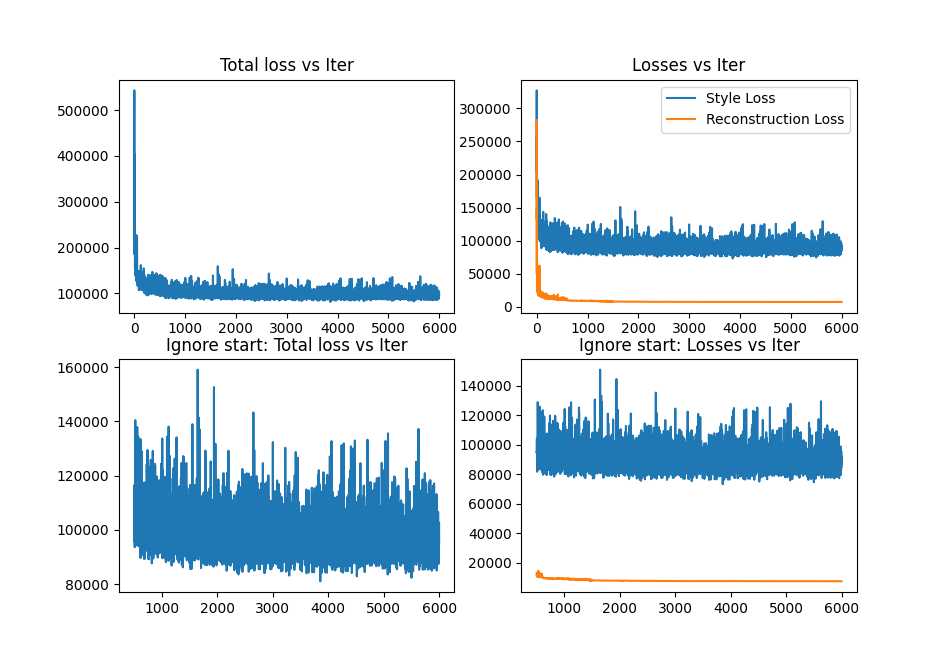 Total loss vs Iter
500000
400000
300000
200000
100000
0 1000 2000 3000 4000 5000 6000
Losses vs Iter
Style Loss
Reconstruction Loss
300000
250000
200000
150000
100000
50000
0
0 1000 2000 3000 4000 5000 6000
Ignore start: Total loss vs Iter
160000
140000
120000
100000
80000
1000 2000 3000 4000 5000 6000
Ignore start: Losses vs Iter
140000
120000
100000
80000
60000
40000
20000
1000 2000 3000 4000 5000 6000